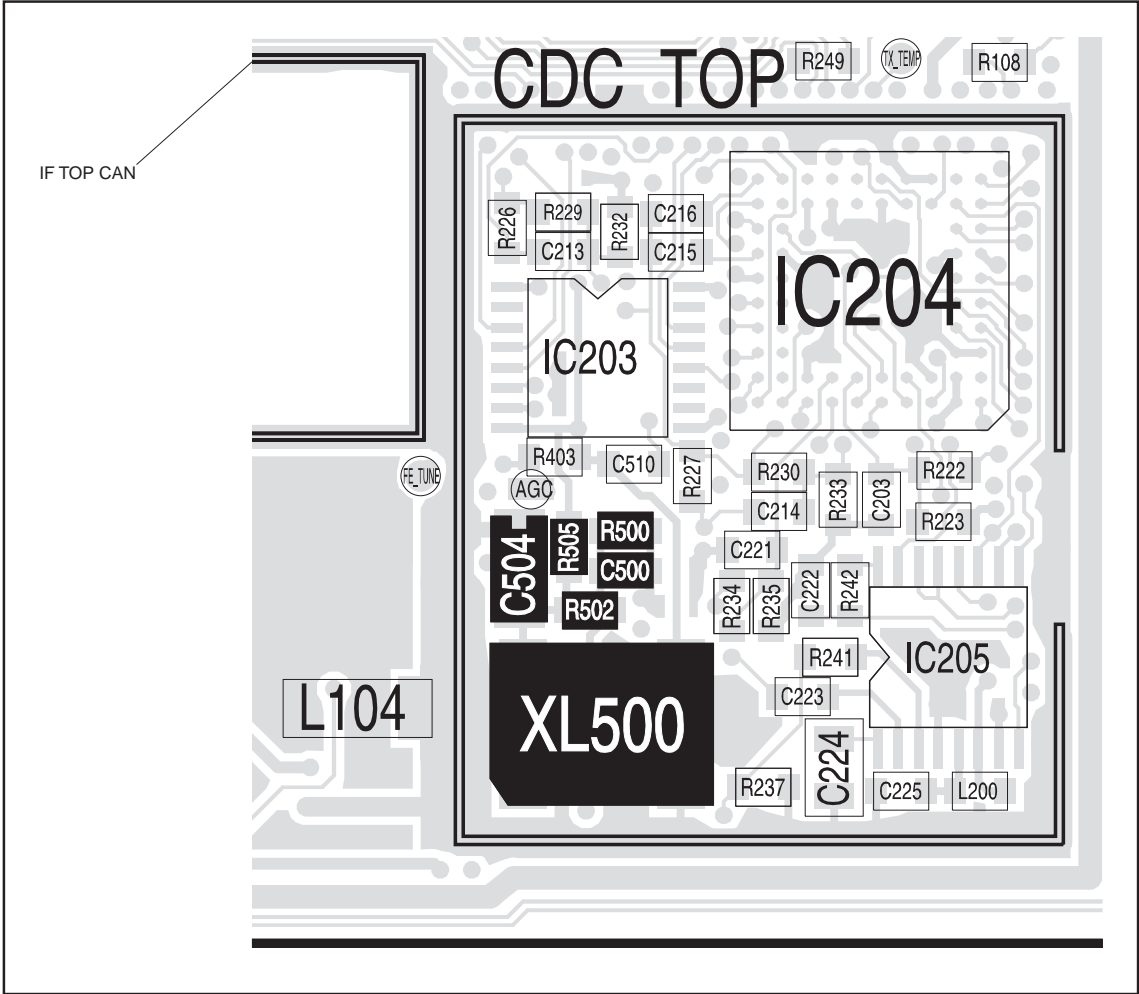 CDC TOP
R249
TX_TEMP
R108
IF TOP CAN
R226
R229
R232
C216
C213
C215
IC204
IC203
R403
C510
R227
R230
R222
FE_TUNE
AGC
C214
R233
C203
R223
C504
R505
R500
C221
C500
R502
R234
R235
C222
R242
R241
IC205
L104
XL500
C223
C224
R237
C225
L200